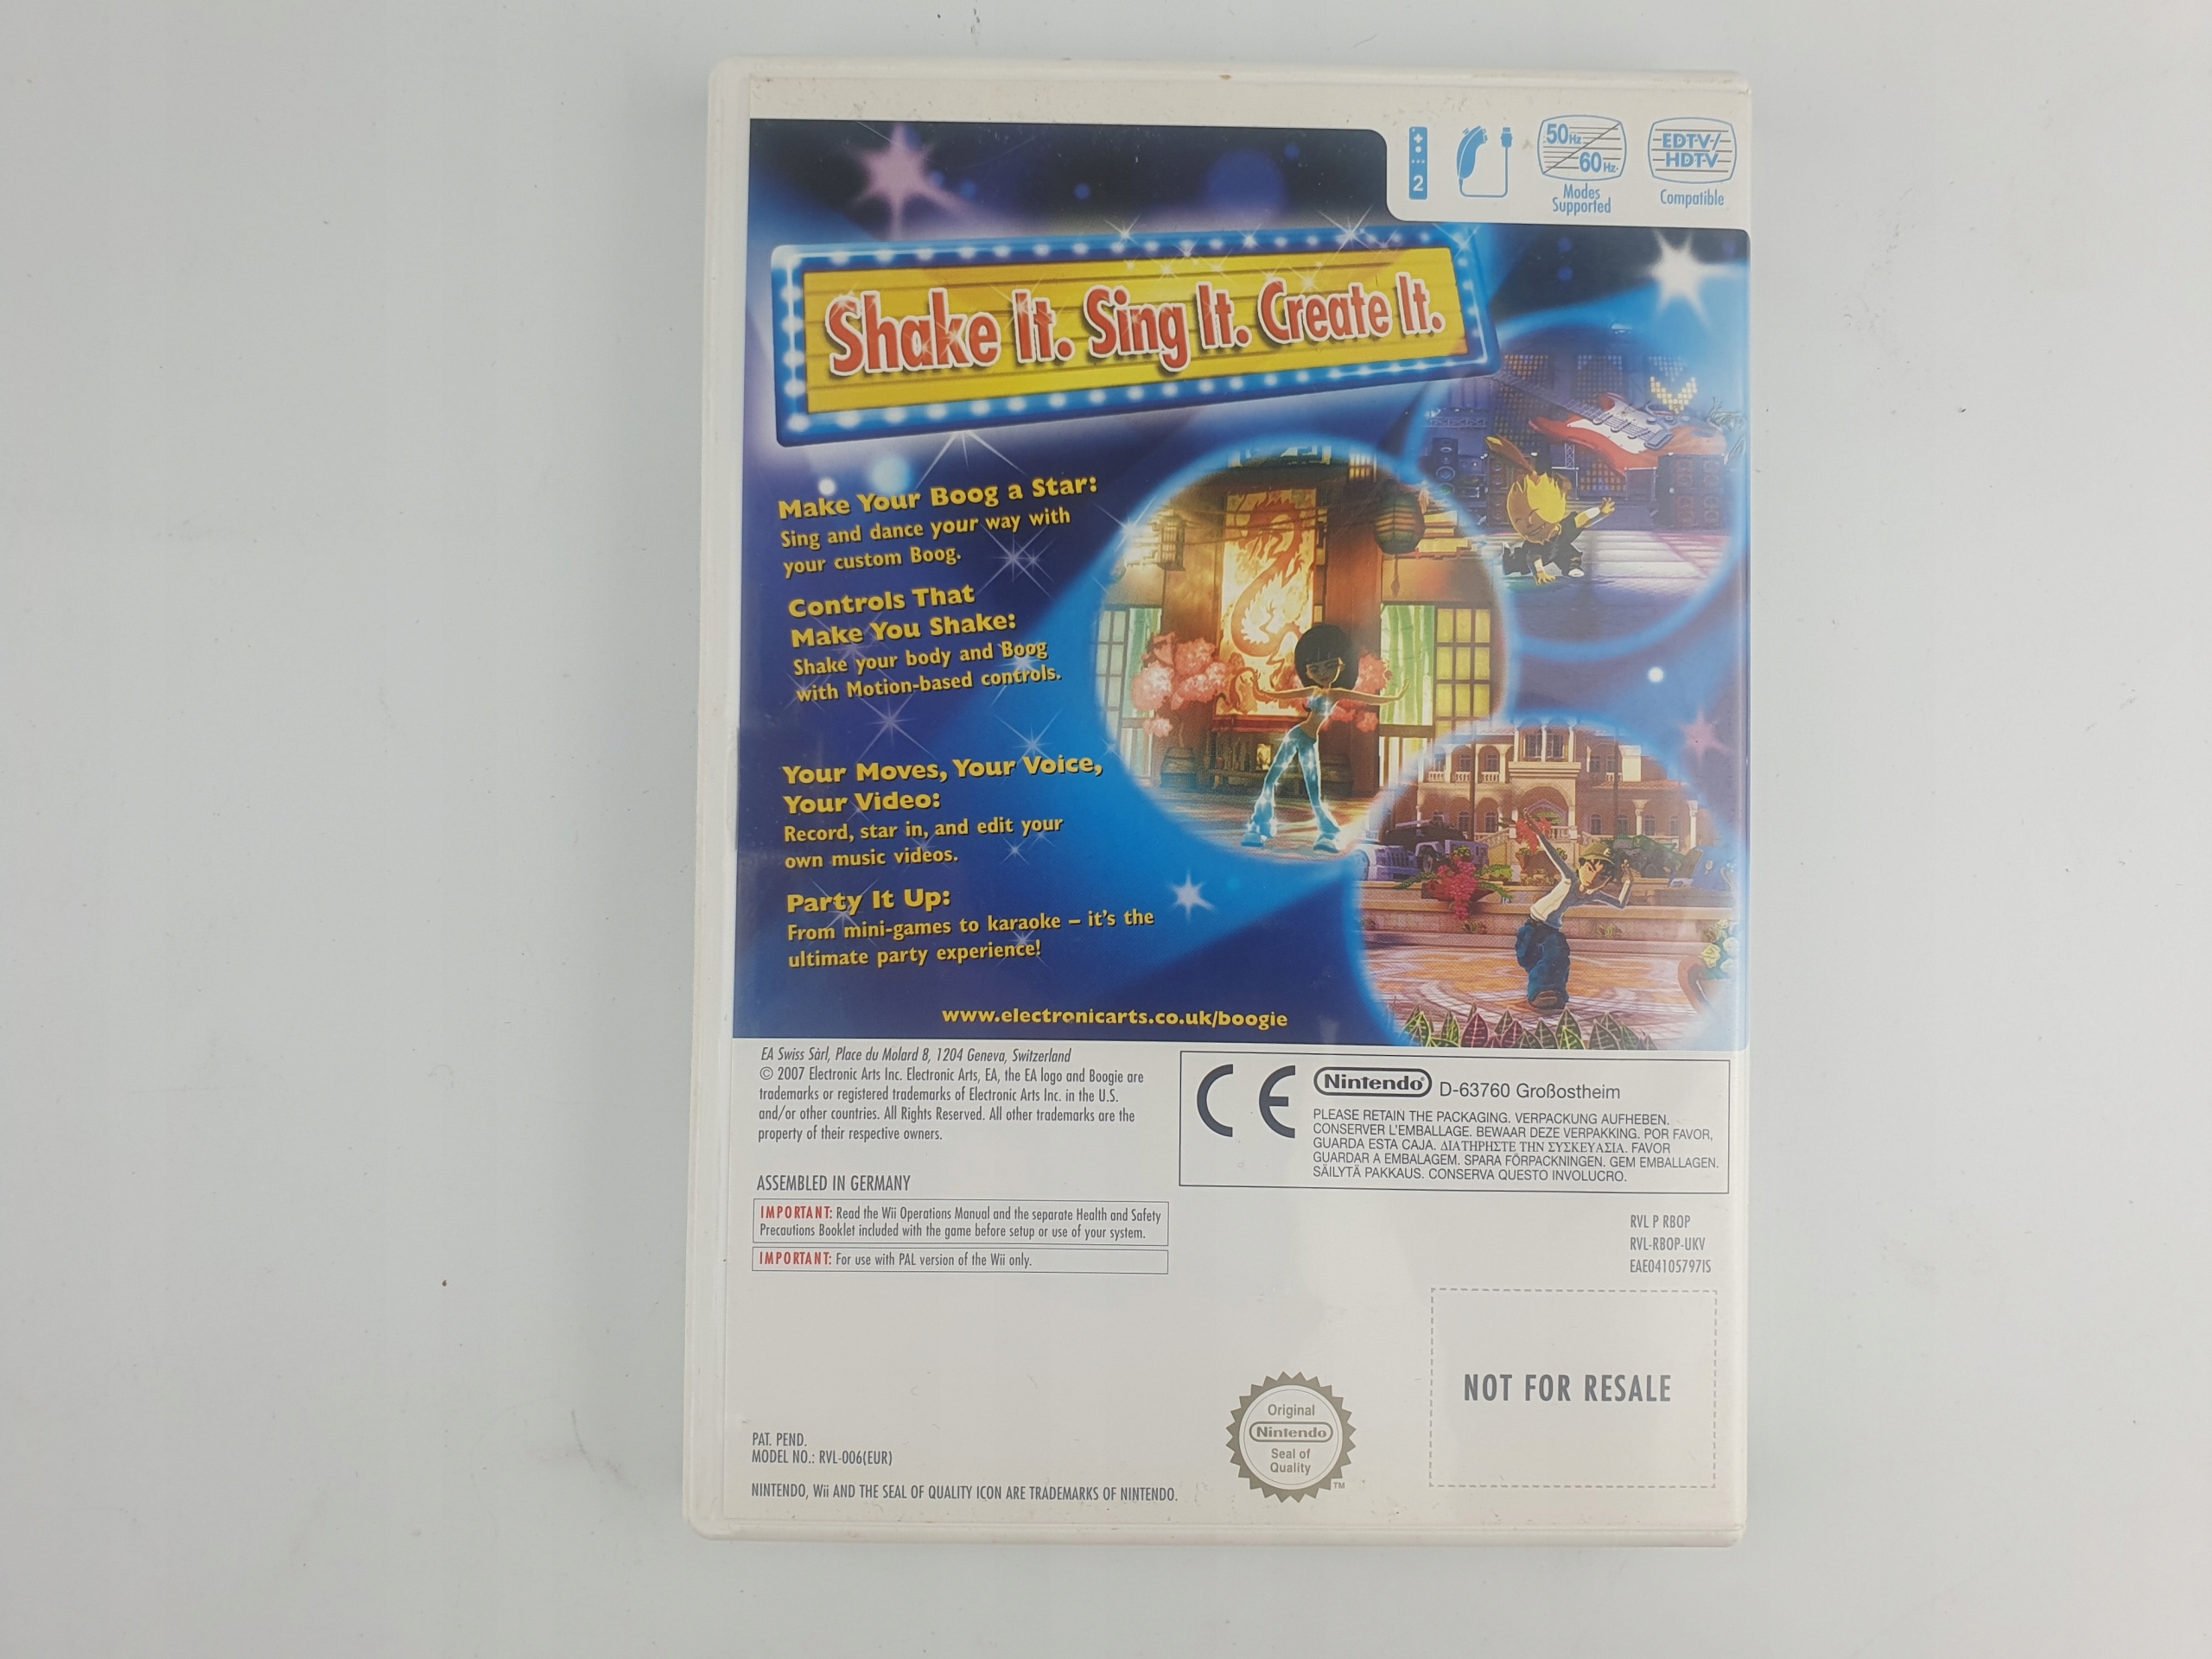 2
50Hz
60Hz
Modes
Supported
EDTV/
HDTV
Compatible
Shake It. Sing It. Create It.
Make Your Boog a Star:
Sing and dance your way with
your custom Boog.
Controls That
Make You Shake:
Shake your body and Boog
with Motion-based controls.
Your Moves, Your Voice,
Your Video:
Record, star in, and edit your
own music videos.
Party It Up:
From mini-games to karaoke – it's the
ultimate party experience!
www.electronicarts.co.uk/boogie
EA Swiss Sàrl, Place du Molard 8, 1204 Geneva, Switzerland
© 2007 Electronic Arts Inc. Electronic Arts, EA, the EA logo and Boogie are
trademarks or registered trademarks of Electronic Arts Inc. in the U.S.
and/or other countries. All Rights Reserved. All other trademarks are the
property of their respective owners.
CE
Nintendo D-63760 Großostheim
PLEASE RETAIN THE PACKAGING. VERPACKUNG AUFHEBEN.
CONSERVER L'EMBALLAGE. BEWAAR DEZE VERPAKKING. POR FAVOR,
GUARDA ESTA CAJA. ΔΙΑΤΗΡΗΣΤΕ ΤΗΝ ΣΥΣΚΕΥΑΣΙΑ. FAVOR
GUARDAR A EMBALAGEM. SPARA FÖRPACKNINGEN. GEM EMBALLAGEN.
SÄILYTÄ PAKKAUS. CONSERVA QUESTO INVOLUCRO.
ASSEMBLED IN GERMANY
IMPORTANT: Read the Wii Operations Manual and the separate Health and Safety
Precautions Booklet included with the game before setup or use of your system.
IMPORTANT: For use with PAL version of the Wii only.
RVL P RBOP
RVL-RBOP-UKV
EAE04105797IS
NOT FOR RESALE
Original
Nintendo
Seal of
Quality
TM
PAT. PEND.
MODEL NO.: RVL-006(EUR)
NINTENDO, Wii AND THE SEAL OF QUALITY ICON ARE TRADEMARKS OF NINTENDO.